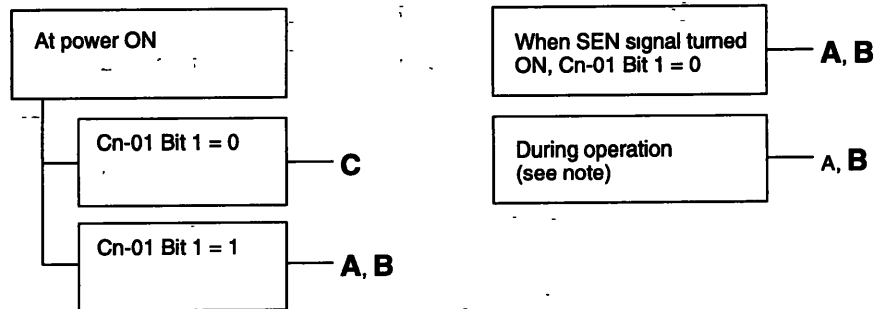 At power ON
Cn-01 Bit 1 = 0
C
Cn-01 Bit 1 = 1
A, B
When SEN signal turned
ON, Cn-01 Bit 1 = 0
A, B
During operation
(see note)
A, B